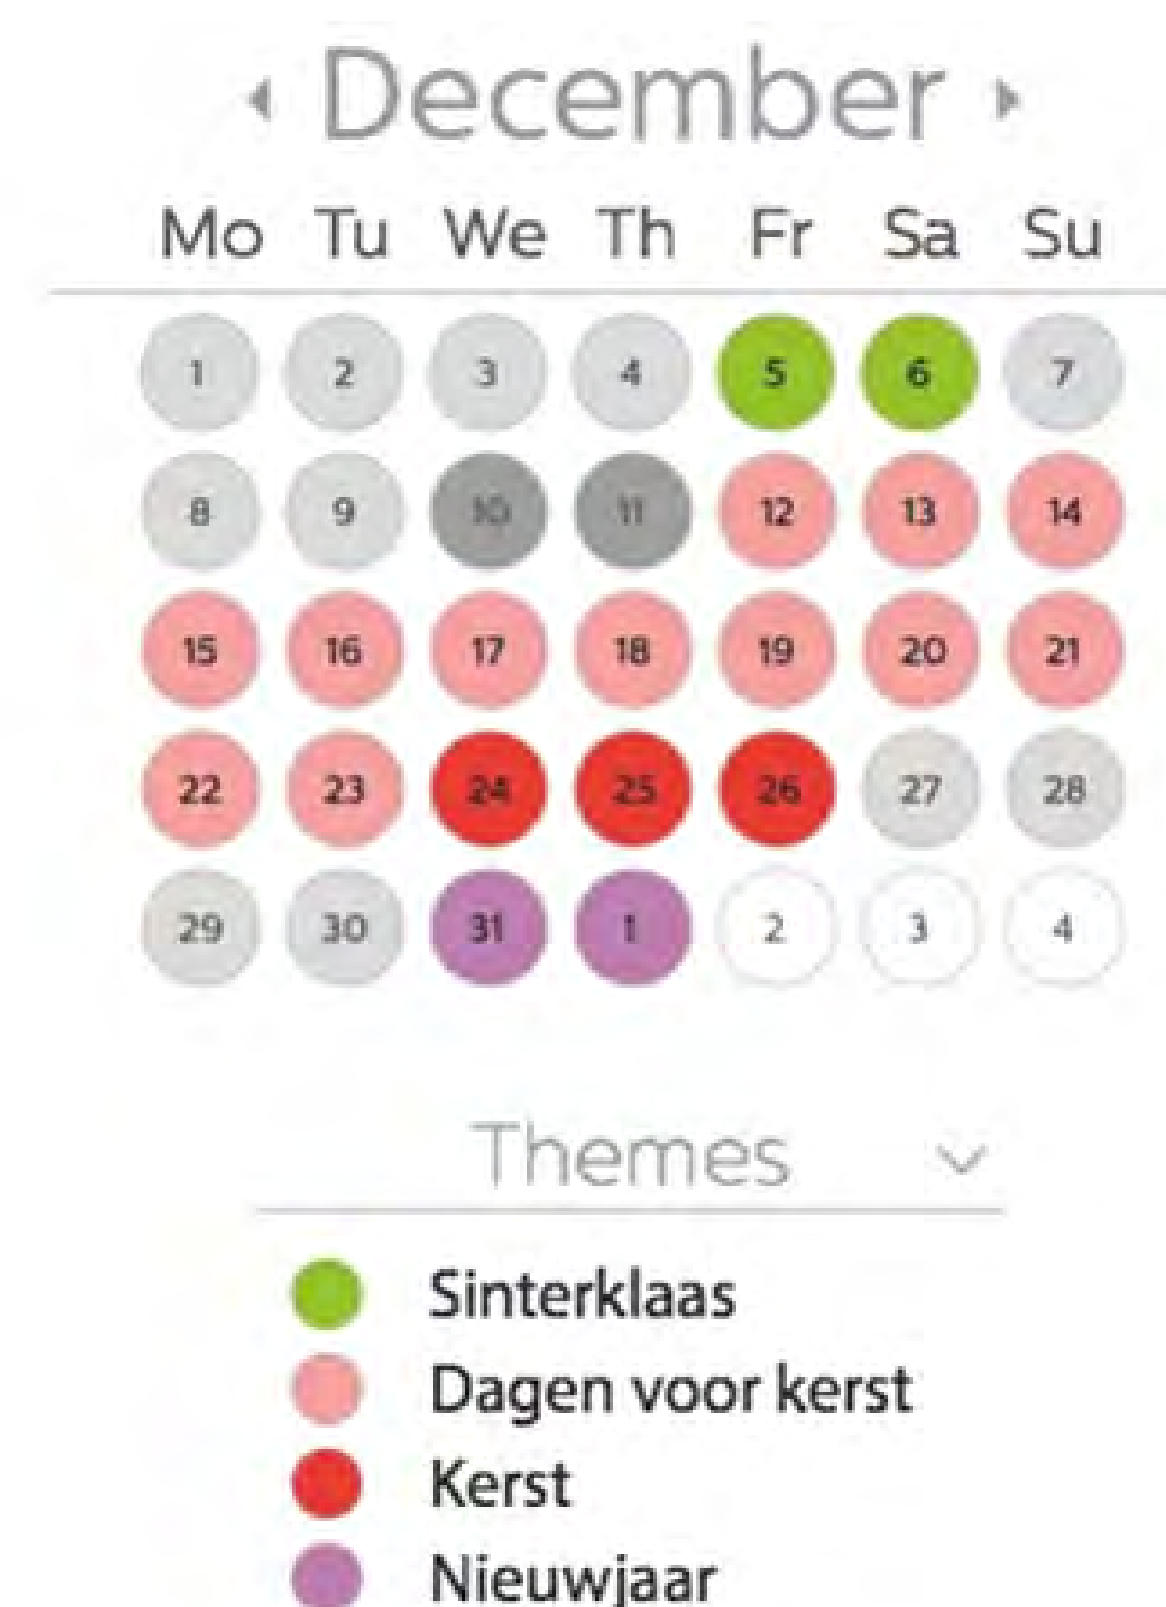 December
Mo Tu We Th Fr Sa Su
1 2 3 4 5 6 7
8 9 10 11 12 13 14
15 16 17 18 19 20 21
22 23 24 25 26 27 28
29 30 31 1 2 3 4
Themes
Sinterklaas
Dagen voor kerst
Kerst
Nieuwjaar